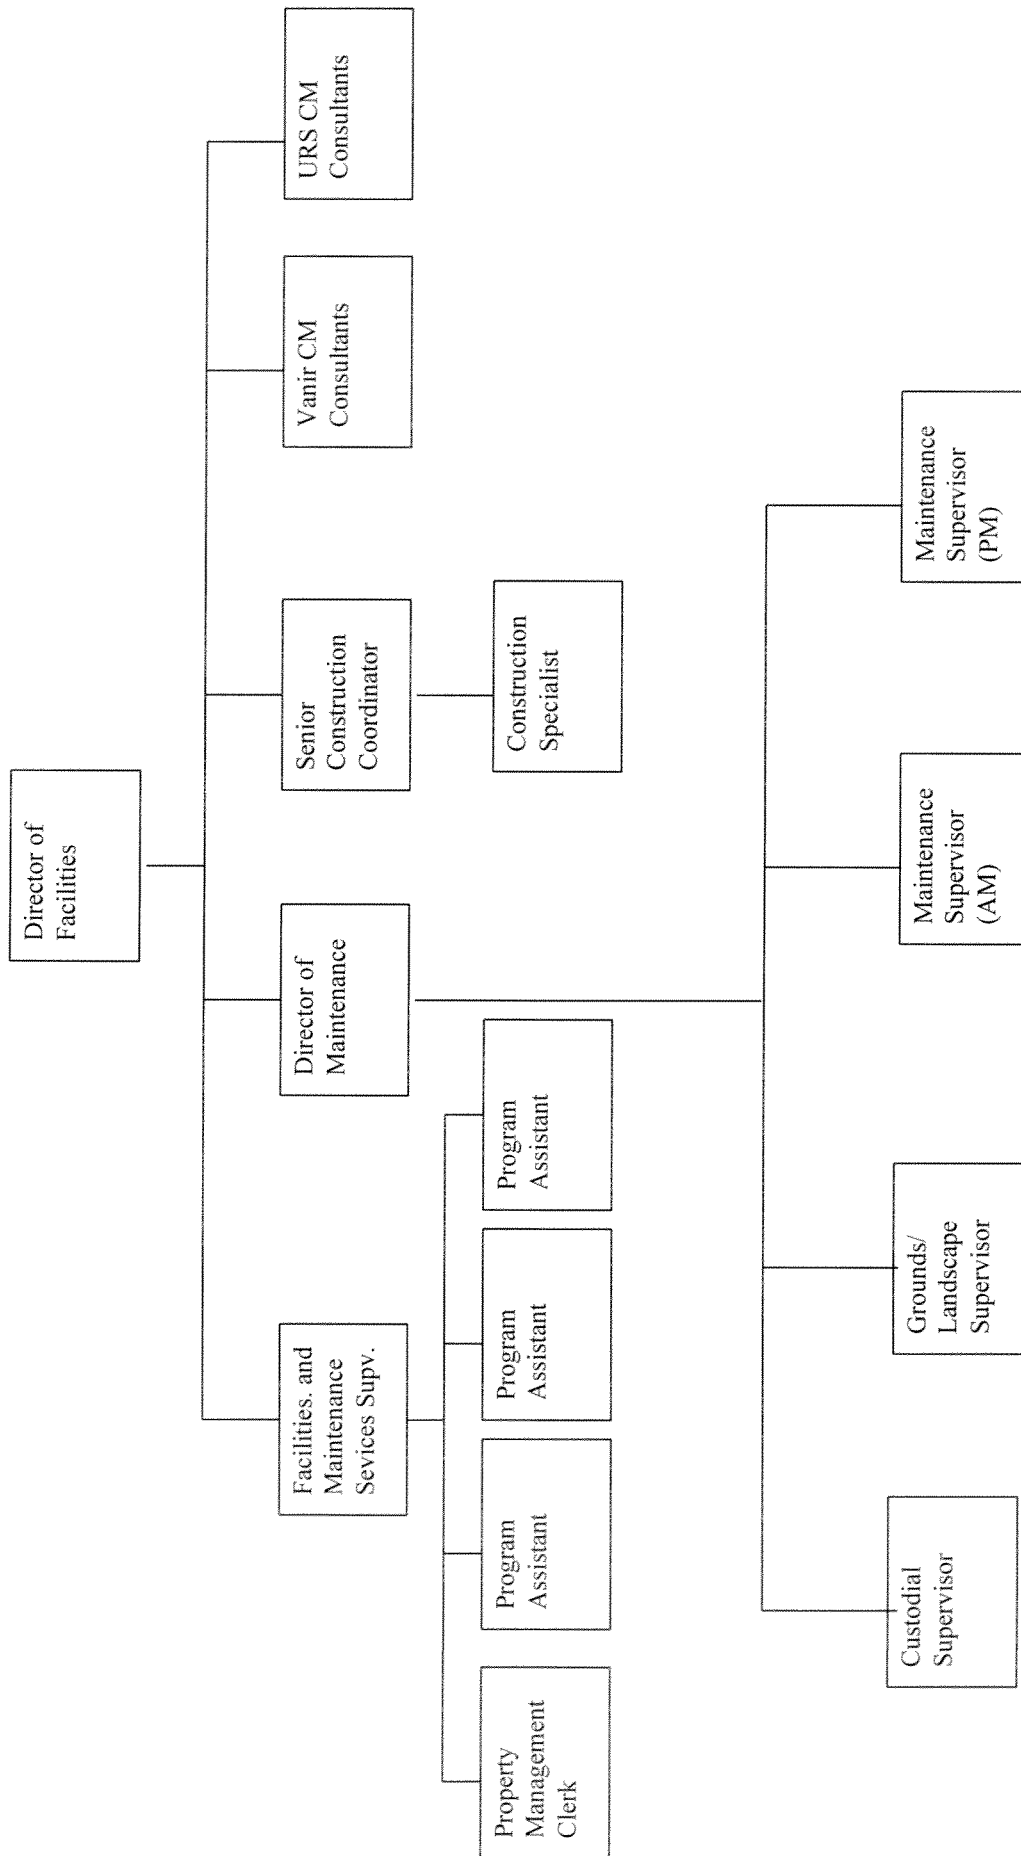 Director of
Facilities
Facilities. and
Maintenance
Sevices Supv.
Director of
Maintenance
Senior
Construction
Coordinator
Vanir CM
Consultants
URS CM
Consultants
Property
Management
Clerk
Program
Assistant
Program
Assistant
Program
Assistant
Construction
Specialist
Custodial
Supervisor
Grounds/
Landscape
Supervisor
Maintenance
Supervisor
(AM)
Maintenance
Supervisor
(PM)